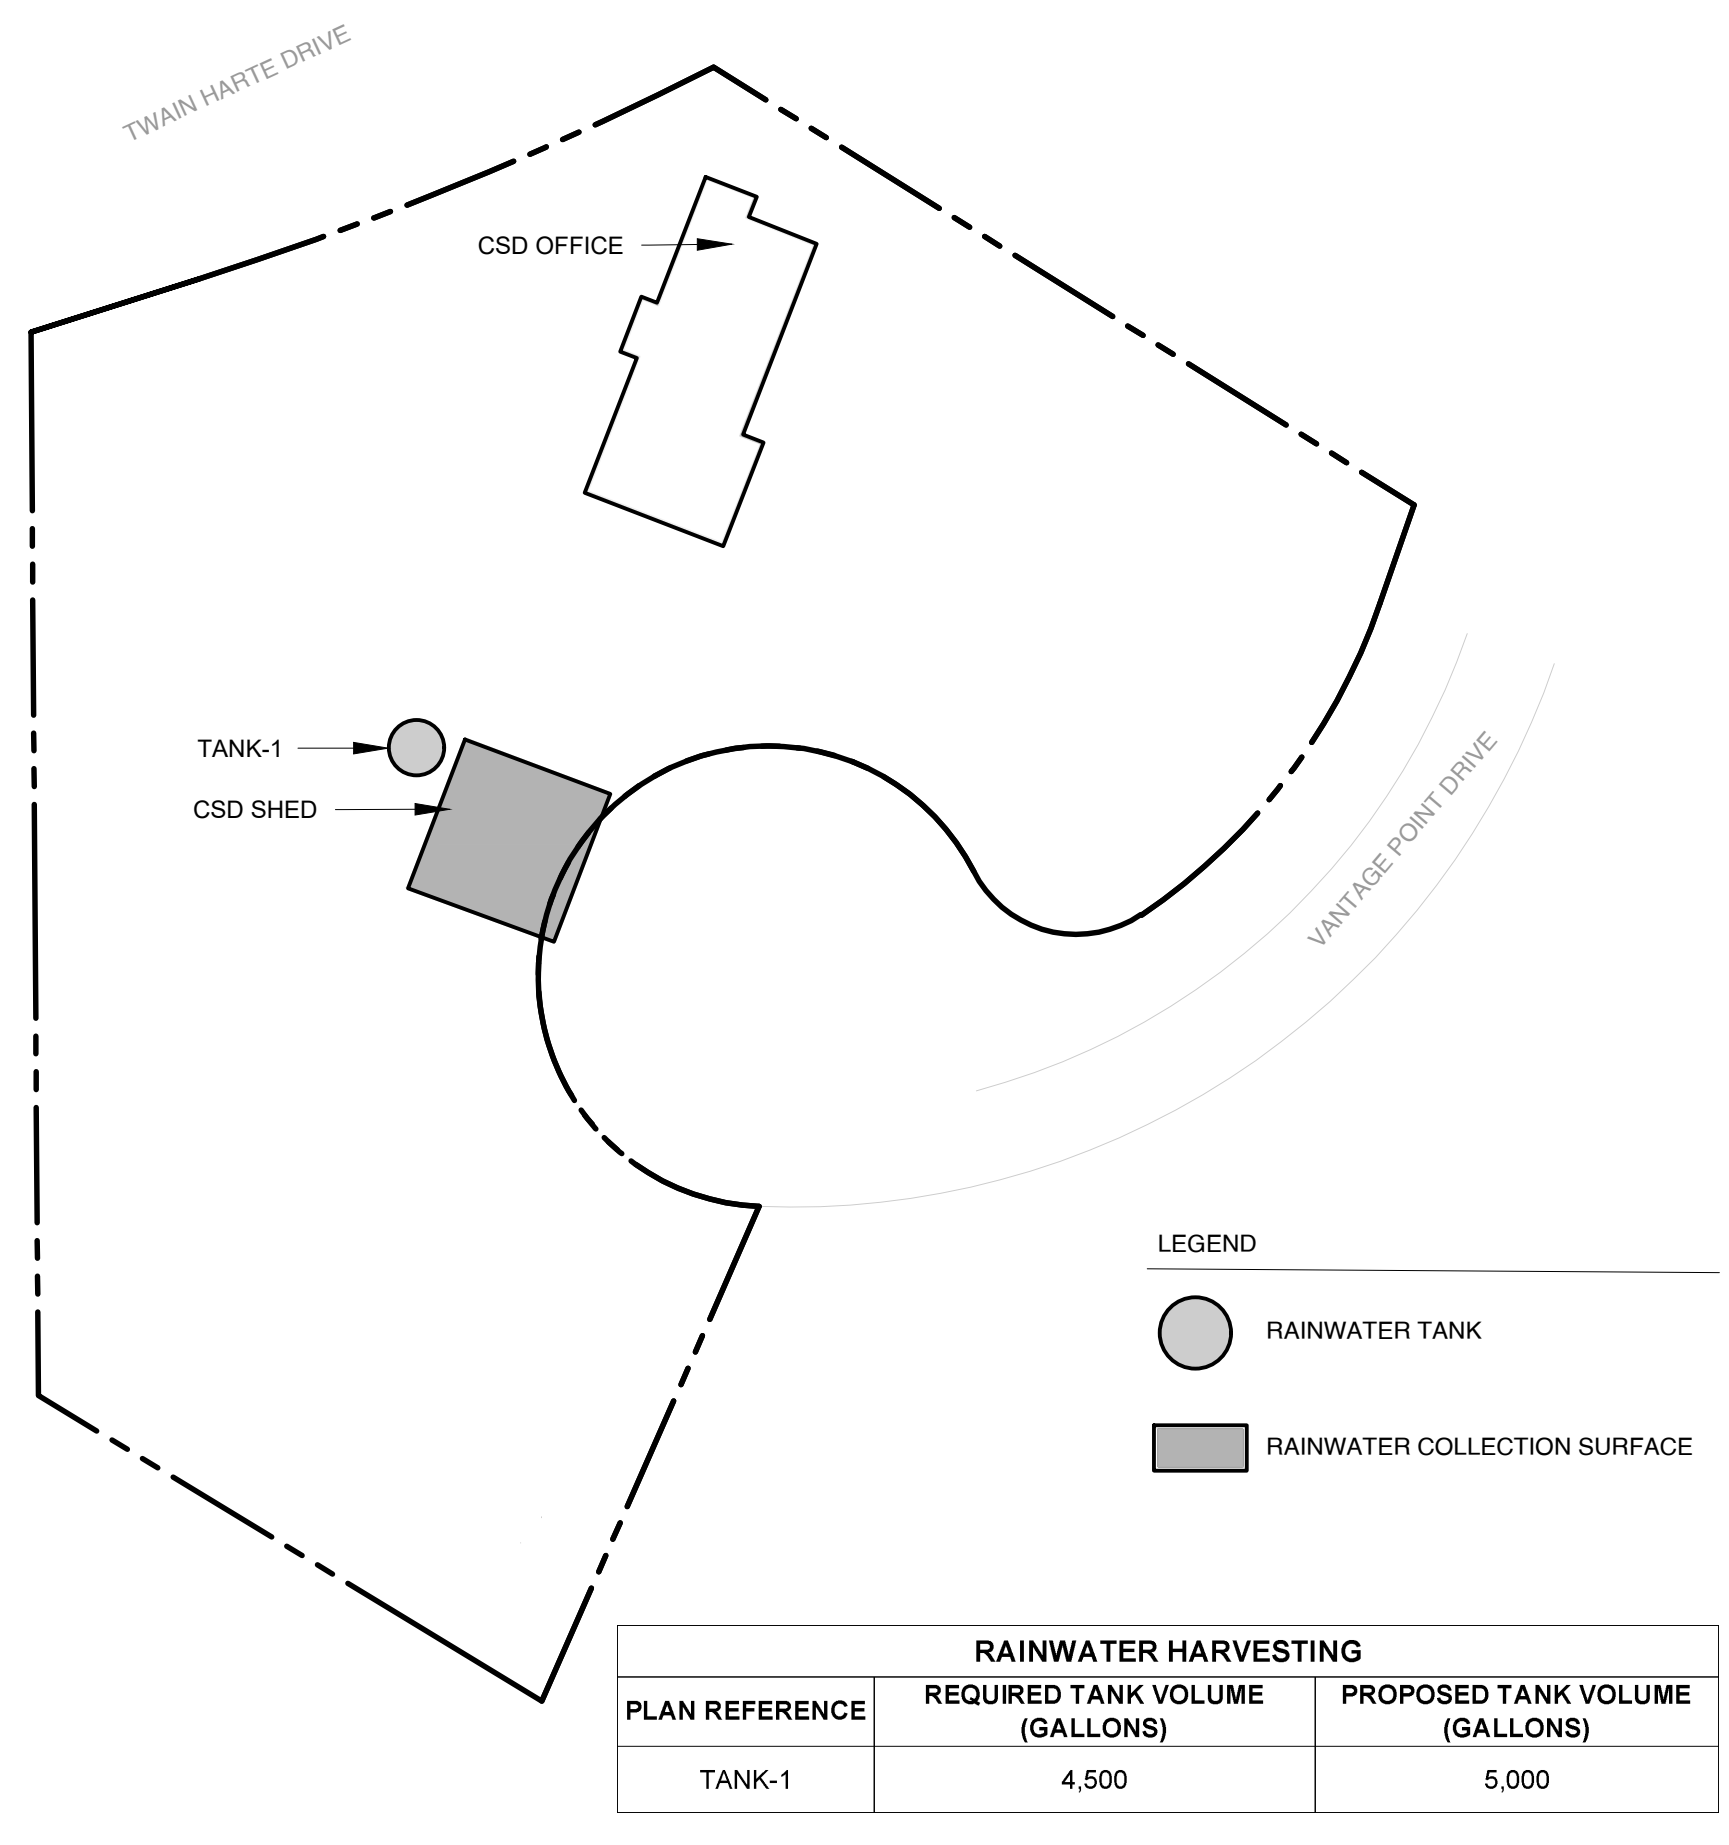 TWAIN HARTE DRIVE
CSD OFFICE
TANK-1
CSD SHED
VANTAGE POINT DRIVE
LEGEND
RAINWATER TANK
RAINWATER COLLECTION SURFACE
RAINWATER HARVESTING
PLAN REFERENCE
REQUIRED TANK VOLUME
(GALLONS)
PROPOSED TANK VOLUME
(GALLONS)
TANK-1
4,500
5,000